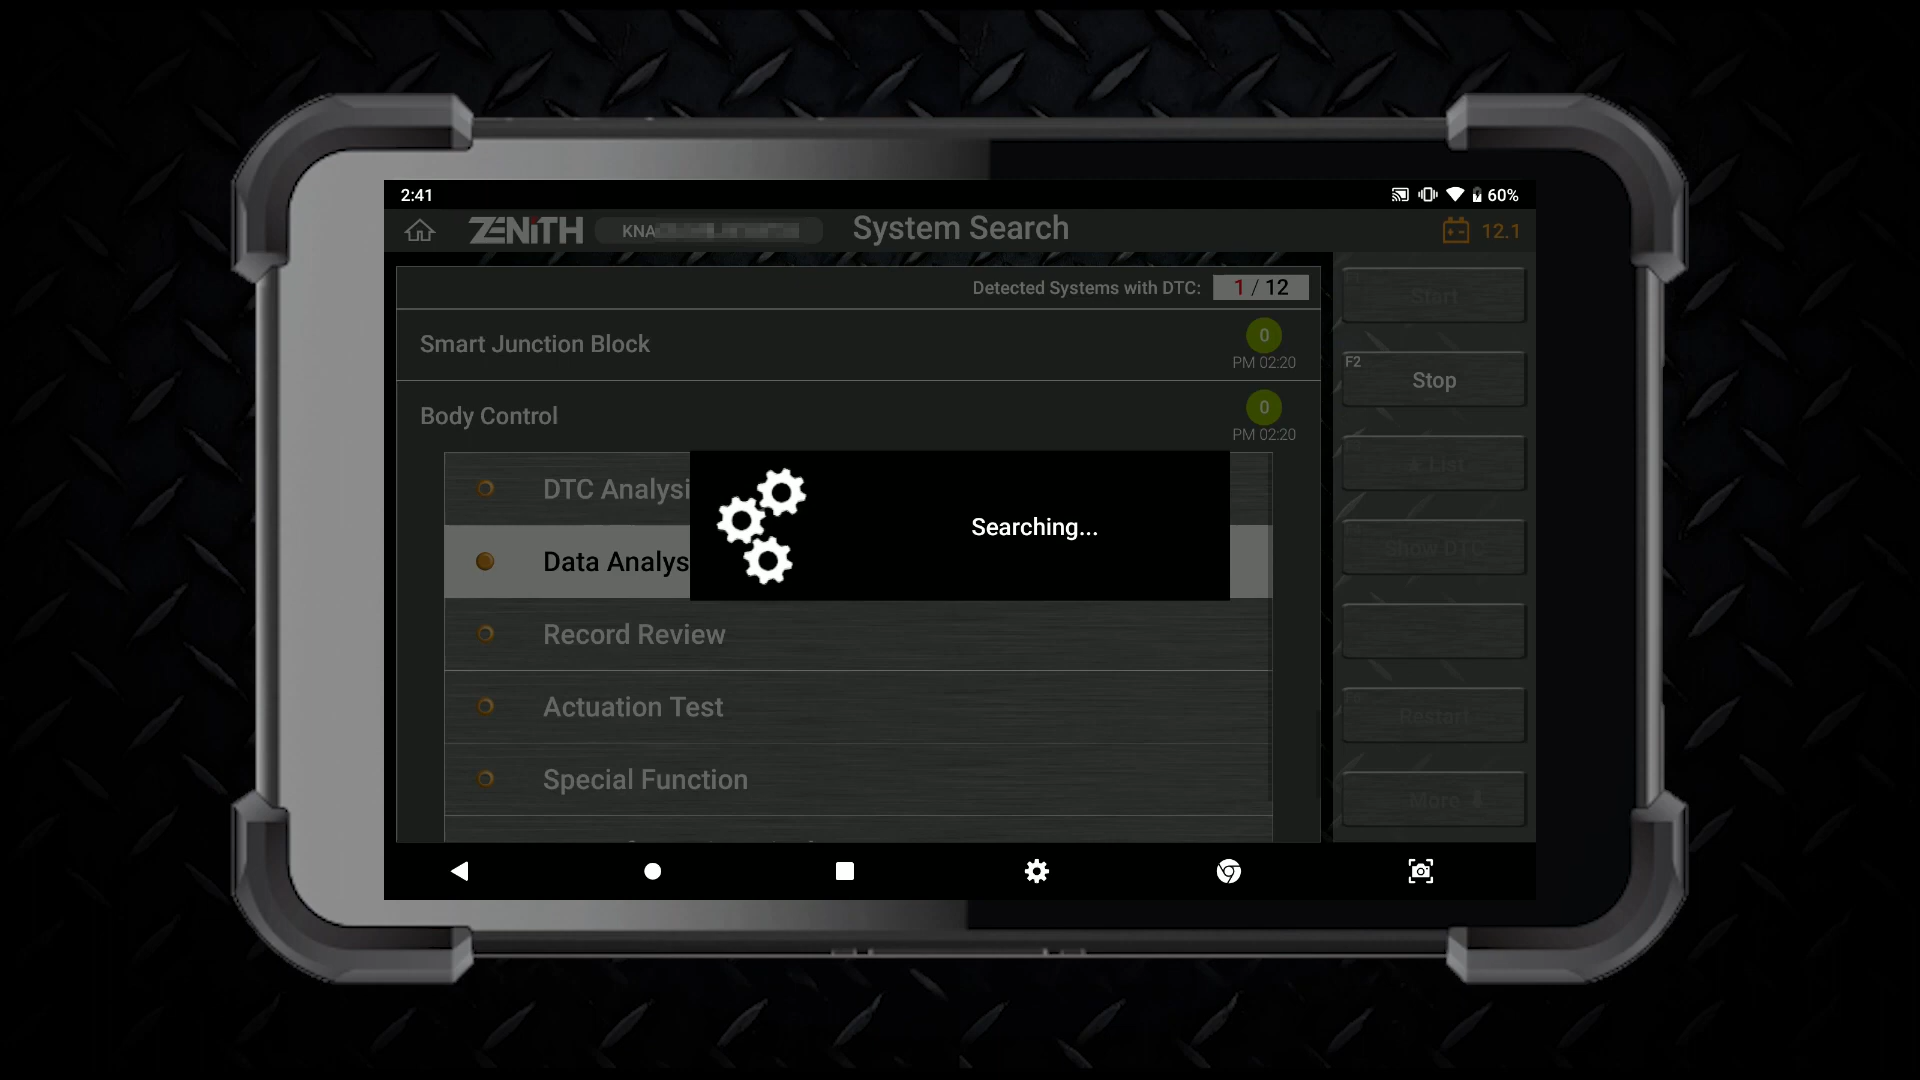 2:41
60%
ZENITH
KNA
System Search
12.1
Detected Systems with DTC: 1 / 12
Smart Junction Block
0
PM 02:20
Body Control
0
PM 02:20
DTC Analysi
Data Analys
Record Review
Actuation Test
Special Function
Searching...
Start
F2
Stop
List
Show DTC
Restart
More